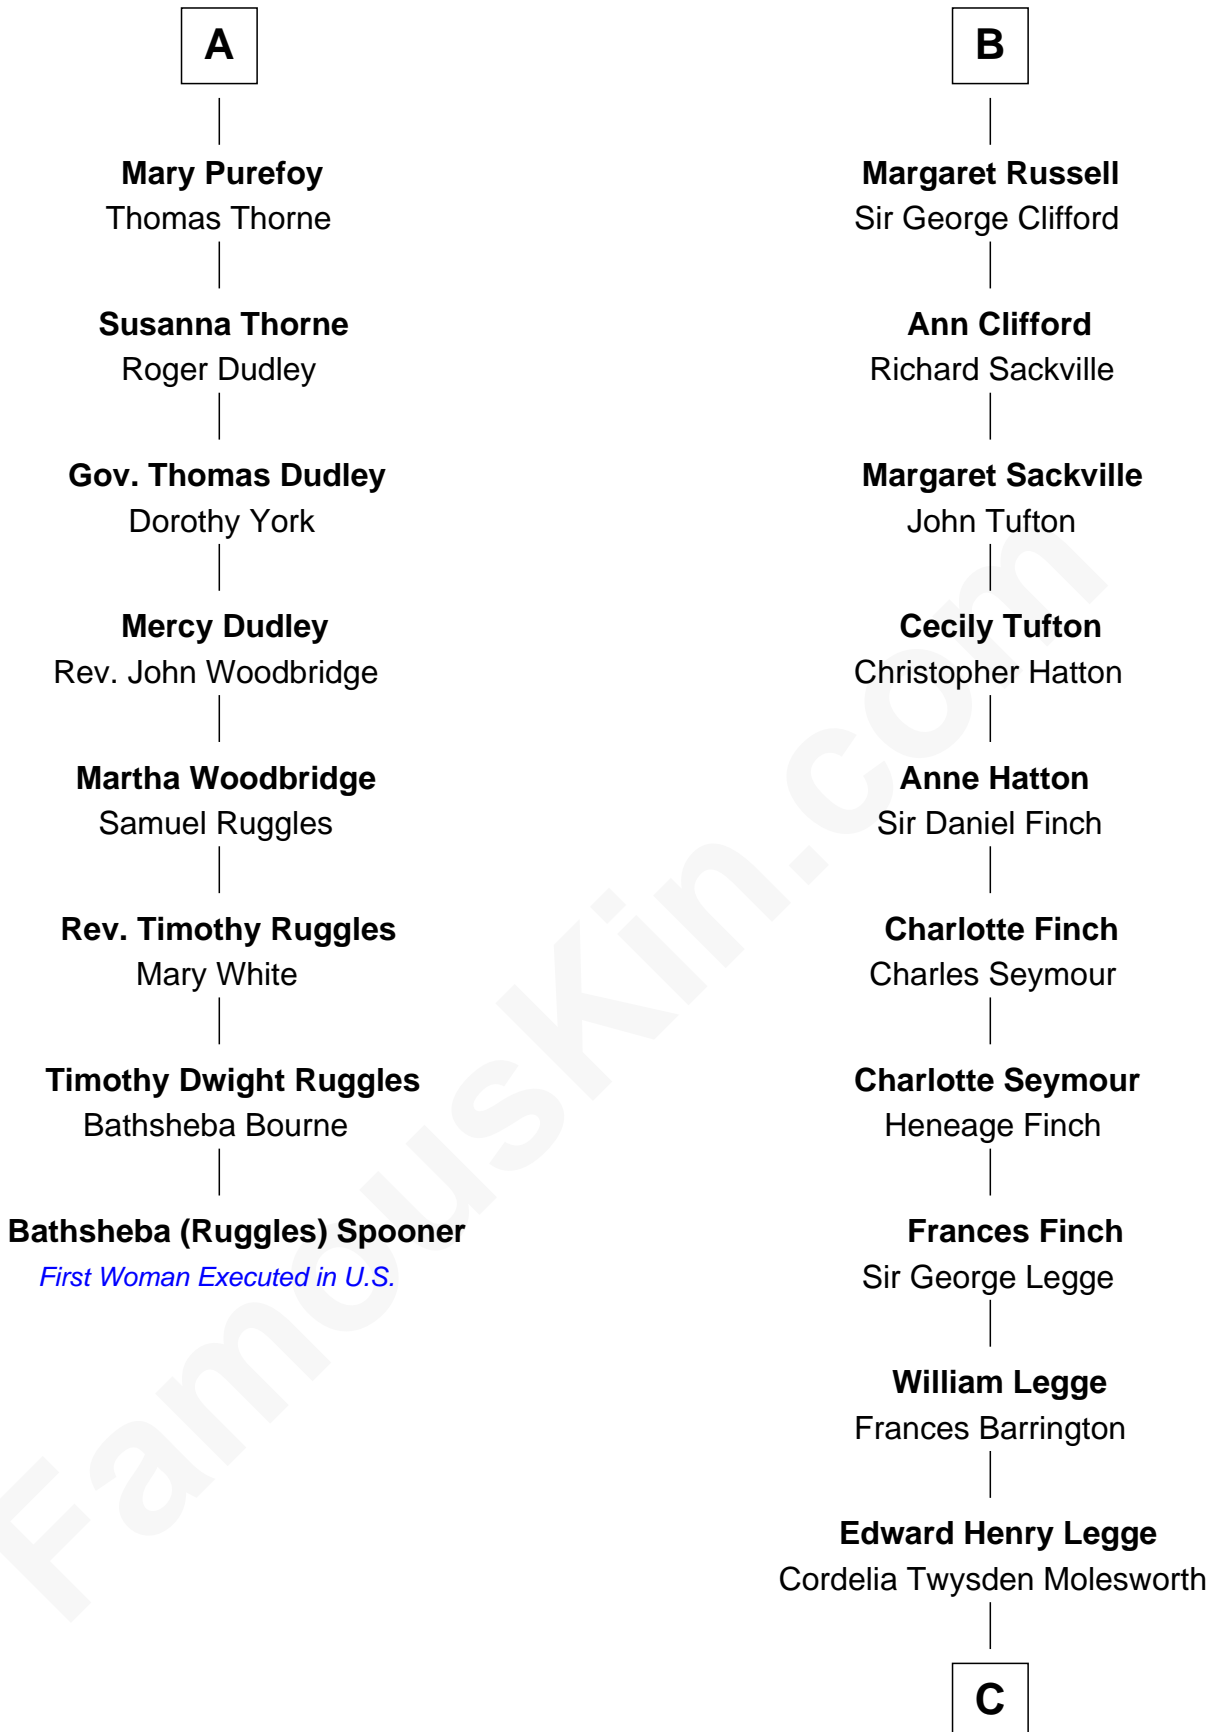 A
Mary Purefoy
Thomas Thorne
Susanna Thorne
Roger Dudley
Gov. Thomas Dudley
Dorothy York
Mercy Dudley
Rev. John Woodbridge
Martha Woodbridge
Samuel Ruggles
Rev. Timothy Ruggles
Mary White
Timothy Dwight Ruggles
Bathsheba Bourne
Bathsheba (Ruggles) Spooner
First Woman Executed in U.S.
B
Margaret Russell
Sir George Clifford
Ann Clifford
Richard Sackville
Margaret Sackville
John Tufton
Cecily Tufton
Christopher Hatton
Anne Hatton
Sir Daniel Finch
Charlotte Finch
Charles Seymour
Charlotte Seymour
Heneage Finch
Frances Finch
Sir George Legge
William Legge
Frances Barrington
Edward Henry Legge
Cordelia Twysden Molesworth
C
FamousKin.com